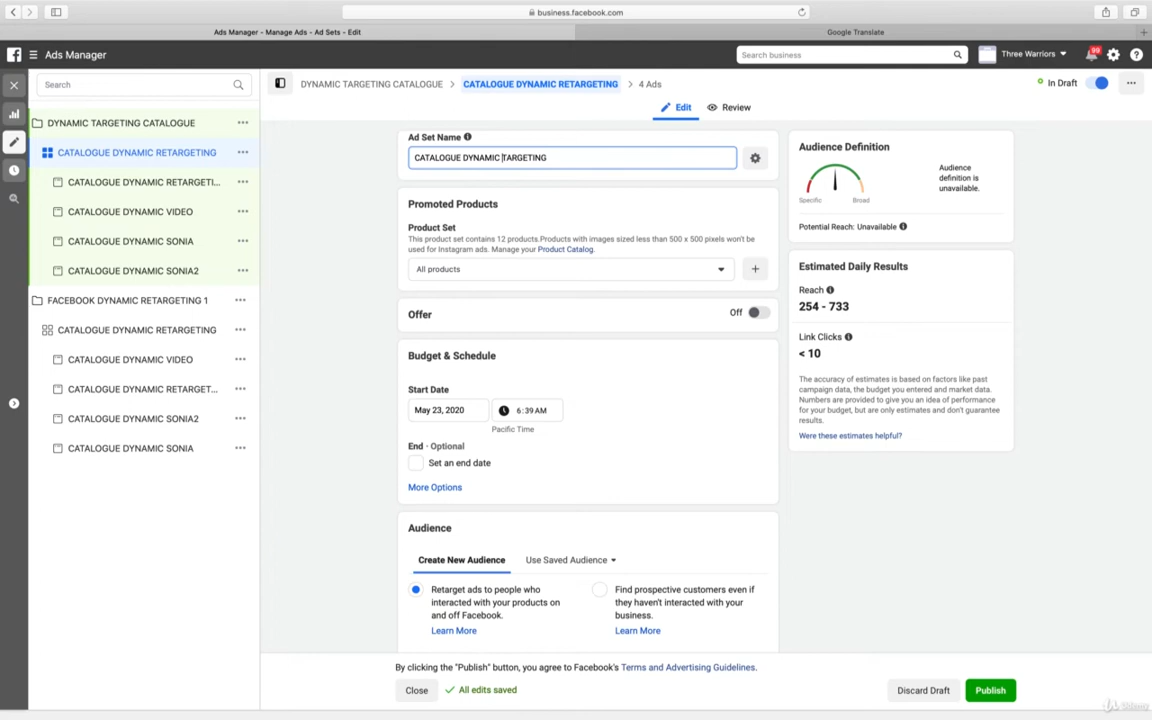 business.facebook.com
Ads Manager - Manage Ads - Ad Sets - Edit
Google Translate
Ads Manager
Search business
Three Warriors
99
Search
DYNAMIC TARGETING CATALOGUE
CATALOGUE DYNAMIC RETARGETING
CATALOGUE DYNAMIC RETARGETI...
CATALOGUE DYNAMIC VIDEO
CATALOGUE DYNAMIC SONIA
CATALOGUE DYNAMIC SONIA2
FACEBOOK DYNAMIC RETARGETING 1
CATALOGUE DYNAMIC RETARGETING
CATALOGUE DYNAMIC VIDEO
CATALOGUE DYNAMIC RETARGET...
CATALOGUE DYNAMIC SONIA2
CATALOGUE DYNAMIC SONIA
DYNAMIC TARGETING CATALOGUE > CATALOGUE DYNAMIC RETARGETING > 4 Ads
In Draft
Edit
Review
Ad Set Name
CATALOGUE DYNAMIC TARGETING
Promoted Products
Product Set
This product set contains 12 products.Products with images sized less than 500 x 500 pixels won't be
used for Instagram ads. Manage your Product Catalog.
All products
Offer
Off
Budget & Schedule
Start Date
May 23, 2020
6:39 AM
Pacific Time
End - Optional
Set an end date
More Options
Audience
Create New Audience
Use Saved Audience
Retarget ads to people who
interacted with your products on
and off Facebook.
Learn More
Find prospective customers even if
they haven't interacted with your
business.
Learn More
Audience Definition
Specific
Broad
Audience
definition is
unavailable.
Potential Reach: Unavailable
Estimated Daily Results
Reach
254 - 733
Link Clicks
< 10
The accuracy of estimates is based on factors like past
campaign data, the budget you entered and market data.
Numbers are provided to give you an idea of performance
for your budget, but are only estimates and don't guarantee
results.
Were these estimates helpful?
By clicking the "Publish" button, you agree to Facebook's Terms and Advertising Guidelines.
Close
All edits saved
Discard Draft
Publish
Udemy